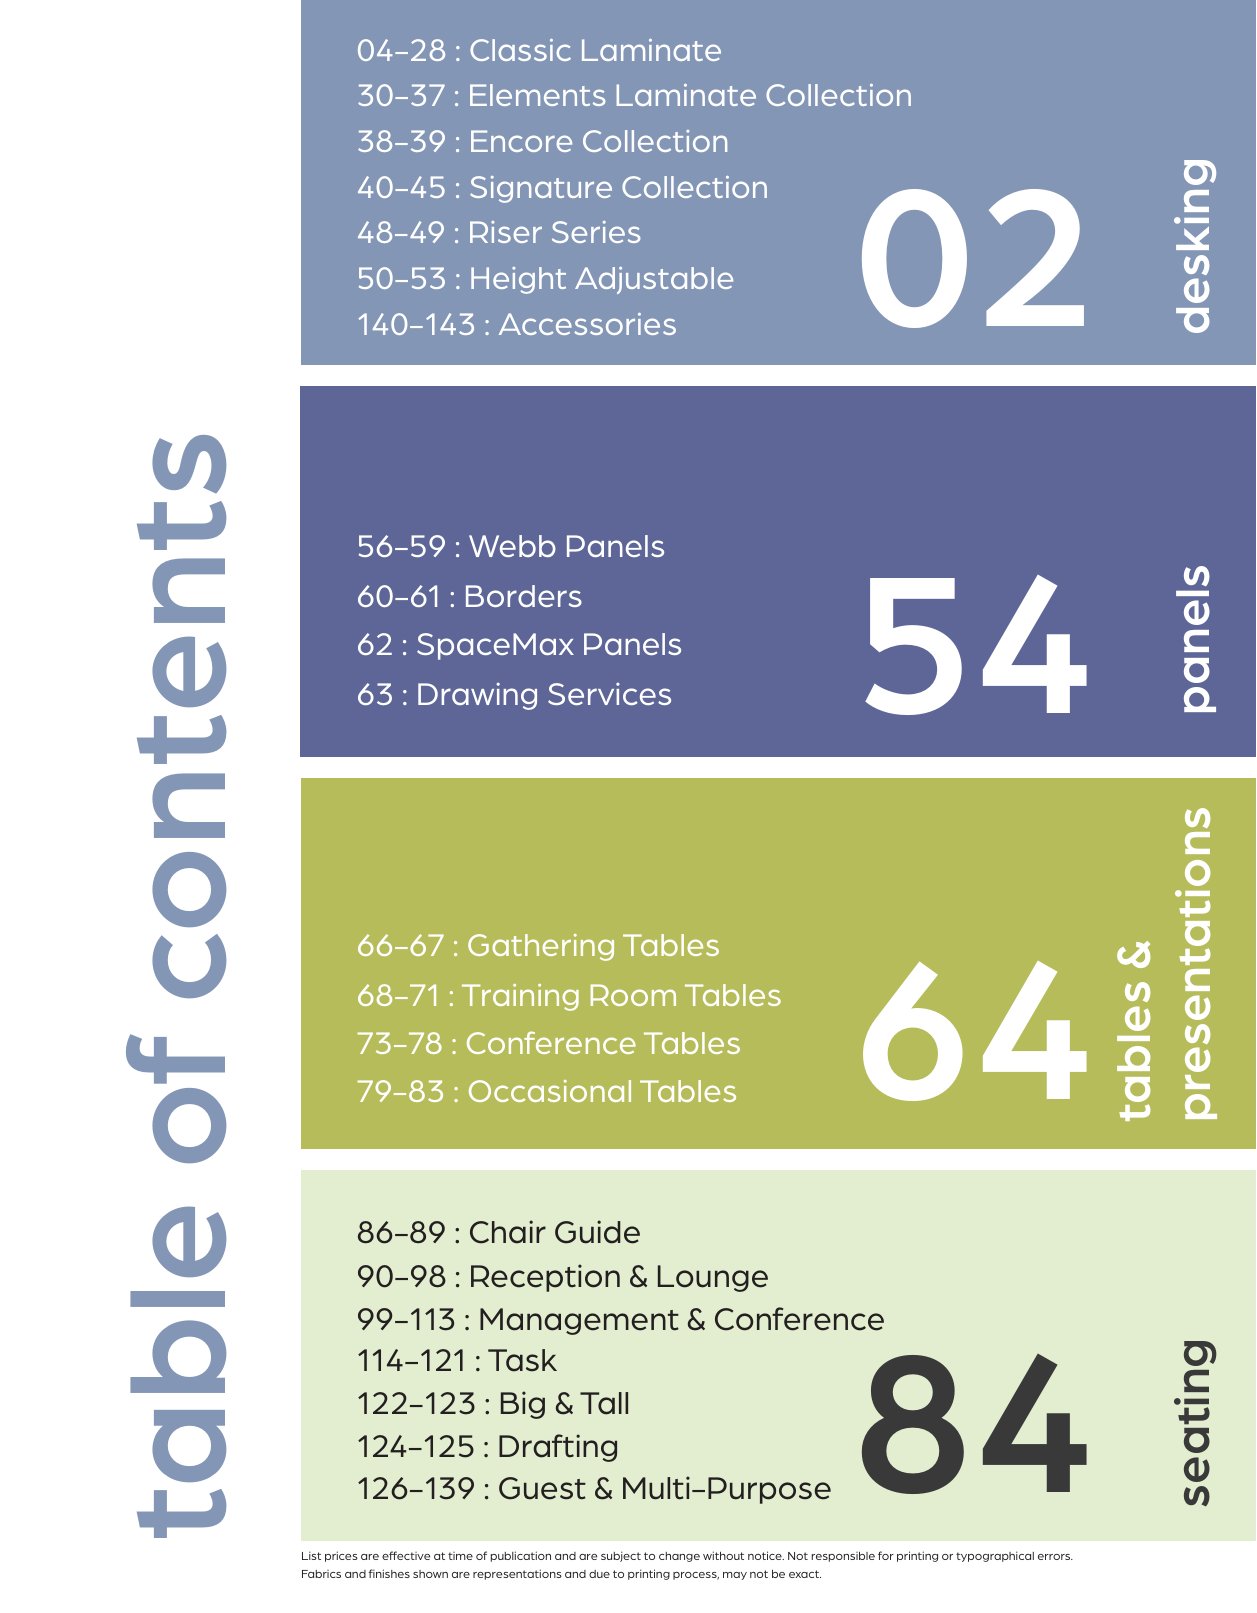 table of contents
04-28 : Classic Laminate
30-37 : Elements Laminate Collection
38-39 : Encore Collection
40-45 : Signature Collection
48-49 : Riser Series
50-53 : Height Adjustable
140-143 : Accessories
02
desking
56-59 : Webb Panels
60-61 : Borders
62 : SpaceMax Panels
63 : Drawing Services
54
panels
66-67 : Gathering Tables
68-71 : Training Room Tables
73-78 : Conference Tables
79-83 : Occasional Tables
64
tables &
presentations
86-89 : Chair Guide
90-98 : Reception & Lounge
99-113 : Management & Conference
114-121 : Task
122-123 : Big & Tall
124-125 : Drafting
126-139 : Guest & Multi-Purpose
84
seating
List prices are effective at time of publication and are subject to change without notice. Not responsible for printing or typographical errors.
Fabrics and finishes shown are representations and due to printing process, may not be exact.